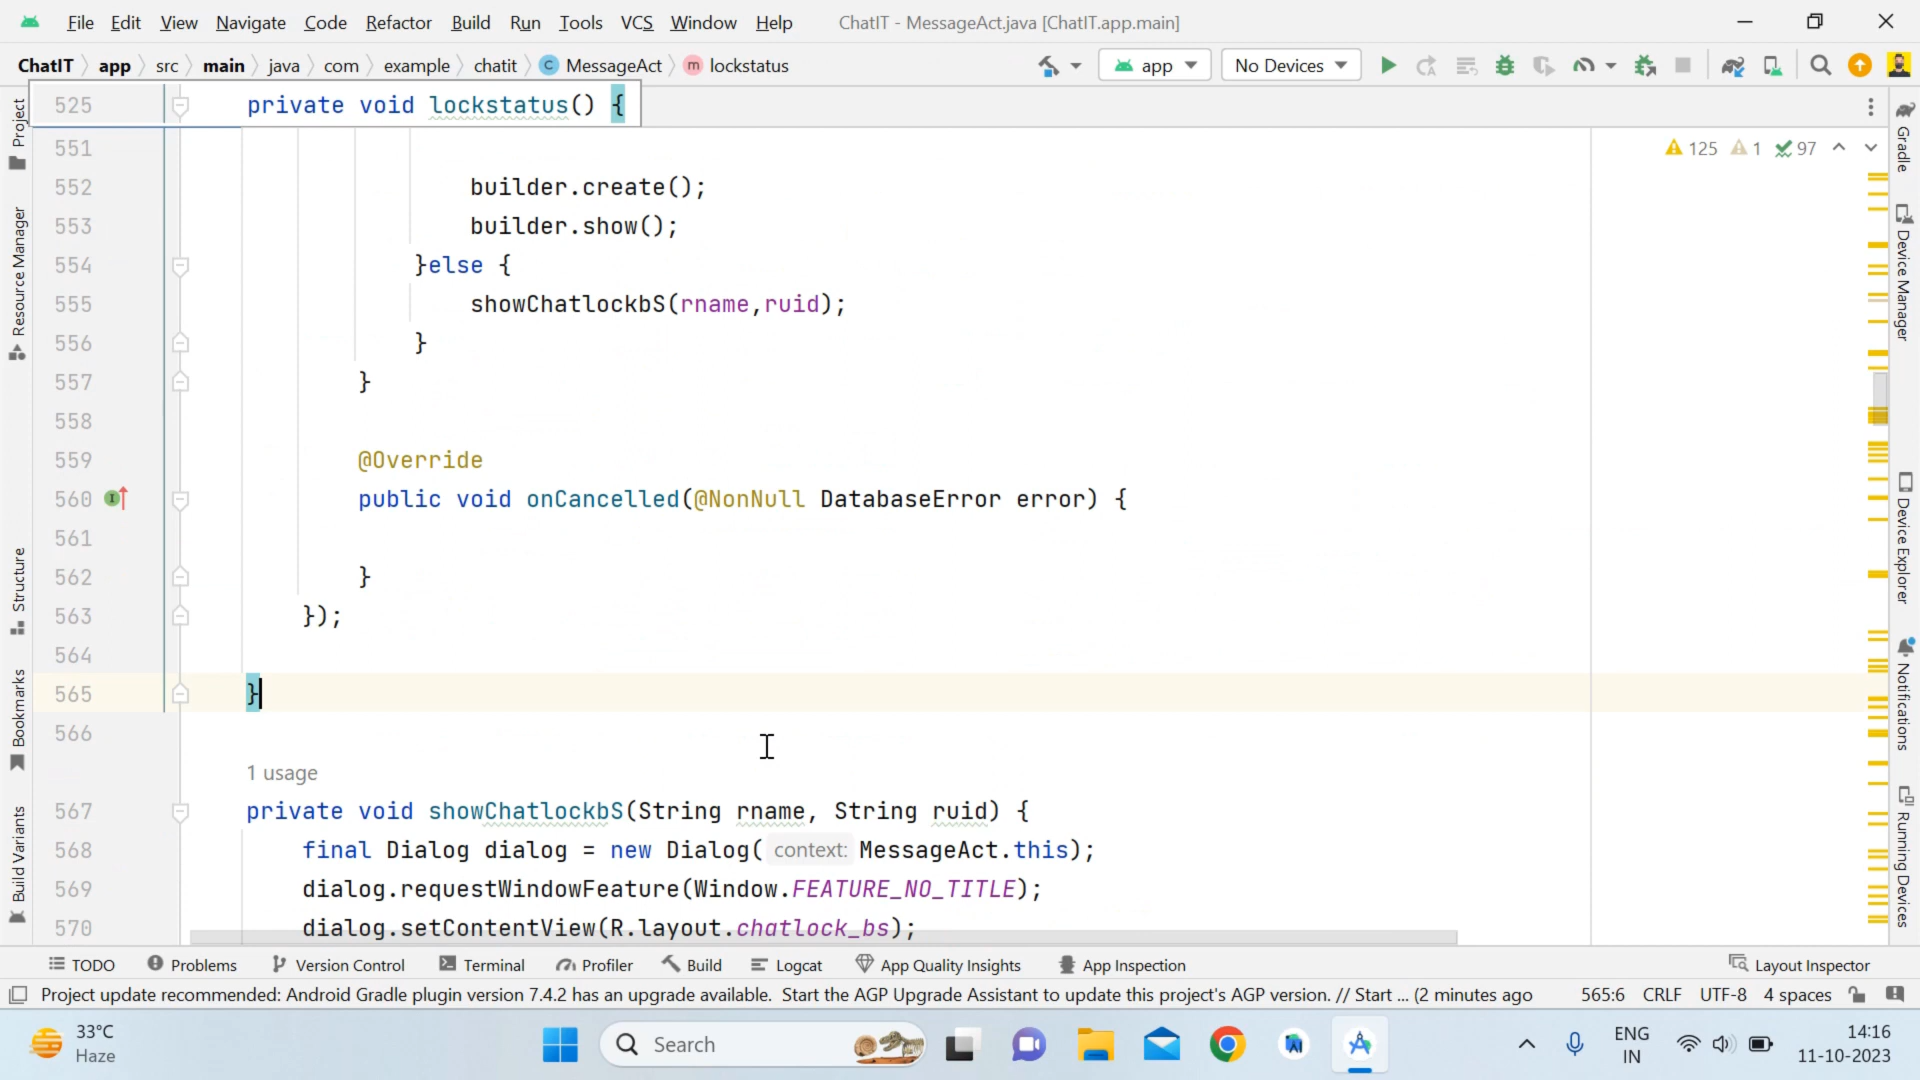 File Edit View Navigate Code Refactor Build Run Tools VCS Window Help ChatIT - MessageAct.java [ChatIT.app.main]
ChatIT app src main java com example chatit C MessageAct m lockstatus app No Devices
525 private void lockstatus() {
125 1 97
551
552 builder.create();
553 builder.show();
554 }else {
555 showChatlockbS(rname,ruid);
556 }
557 }
558
559 @Override
560 public void onCancelled(@NonNull DatabaseError error) {
561
562 }
563 });
564
565 }
566
1 usage
567 private void showChatlockbS(String rname, String ruid) {
568 final Dialog dialog = new Dialog( context: MessageAct.this);
569 dialog.requestWindowFeature(Window.FEATURE_NO_TITLE);
570 dialog.setContentView(R.layout.chatlock_bs);
Project
Resource Manager
Structure
Bookmarks
Build Variants
Gradle
Device Manager
Device Explorer
Notifications
Running Devices
TODO Problems Version Control Terminal Profiler Build Logcat App Quality Insights App Inspection Layout Inspector
Project update recommended: Android Gradle plugin version 7.4.2 has an upgrade available. Start the AGP Upgrade Assistant to update this project's AGP version. // Start ... (2 minutes ago 565:6 CRLF UTF-8 4 spaces
33°C
Haze
Search
ENG
IN
14:16
11-10-2023